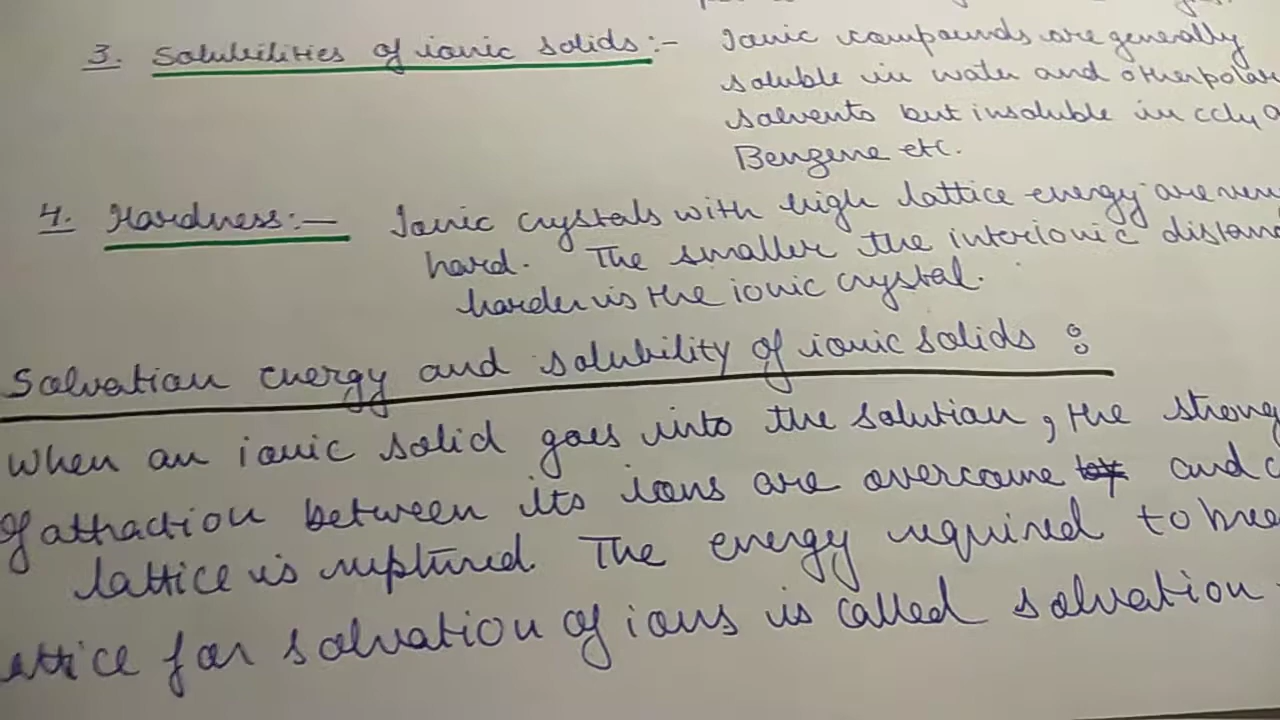 3. Solubilities of ionic solids:- Ionic compounds are generally
soluble in water and other polar
solvents but insoluble in ccl4
Benzene etc.
4. Hardness:- Ionic crystals with high lattice energy are
hard. The smaller the interionic
harder is the ionic crystal.
Solvation energy and solubility of ionic solids :
When an ionic solid goes into the solution, the strong
of attraction between its ions are overcome and
lattice is ruptured. The energy required to
for solvation of ions is called solvation